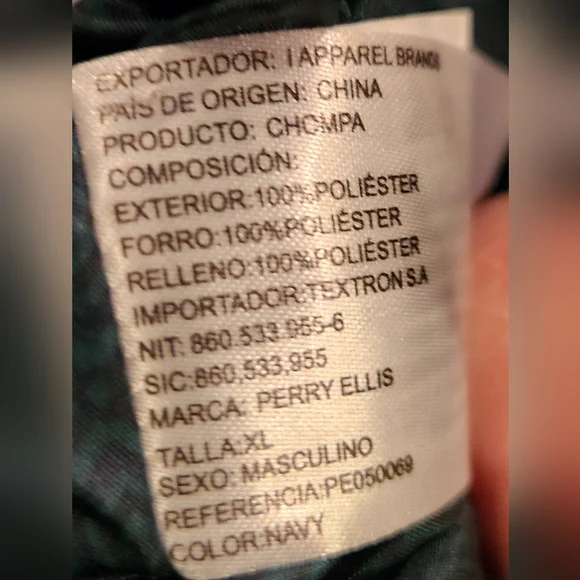 EXPORTADOR: I APPAREL BRANDS
PAÍS DE ORIGEN: CHINA
PRODUCTO: CHOMPA
COMPOSICIÓN:
EXTERIOR:100%POLIÉSTER
FORRO:100%POLIÉSTER
RELLENO:100%POLIÉSTER
IMPORTADOR:TEXTRON S.A
NIT: 860.533.955-6
SIC:860,533,955
MARCA: PERRY ELLIS
TALLA:XL
SEXO: MASCULINO
REFERENCIA:PE050069
COLOR:NAVY